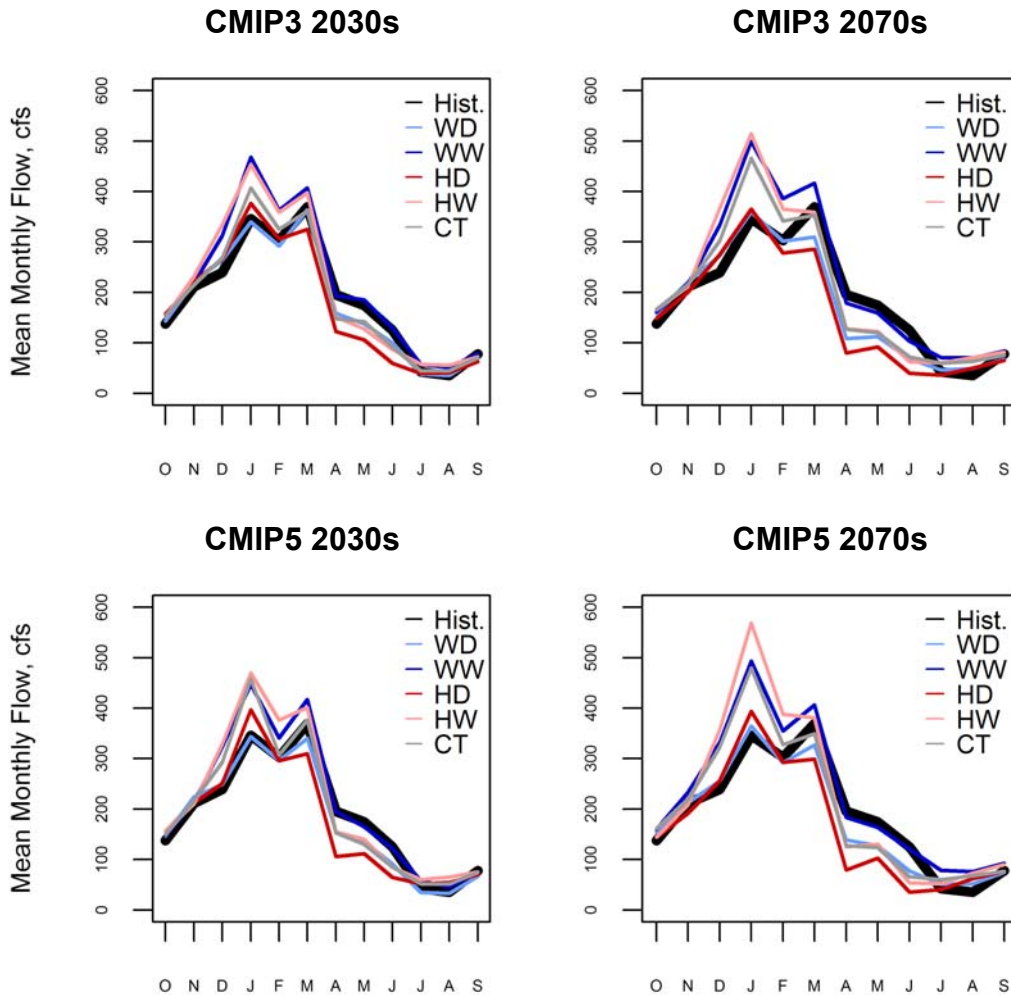 CMIP3 2030s
Mean Monthly Flow, cfs
600
500
400
300
200
100
0
Hist.
WD
WW
HD
HW
CT
O N D J F M A M J J A S
CMIP3 2070s
600
500
400
300
200
100
0
Hist.
WD
WW
HD
HW
CT
O N D J F M A M J J A S
CMIP5 2030s
Mean Monthly Flow, cfs
600
500
400
300
200
100
0
Hist.
WD
WW
HD
HW
CT
O N D J F M A M J J A S
CMIP5 2070s
600
500
400
300
200
100
0
Hist.
WD
WW
HD
HW
CT
O N D J F M A M J J A S